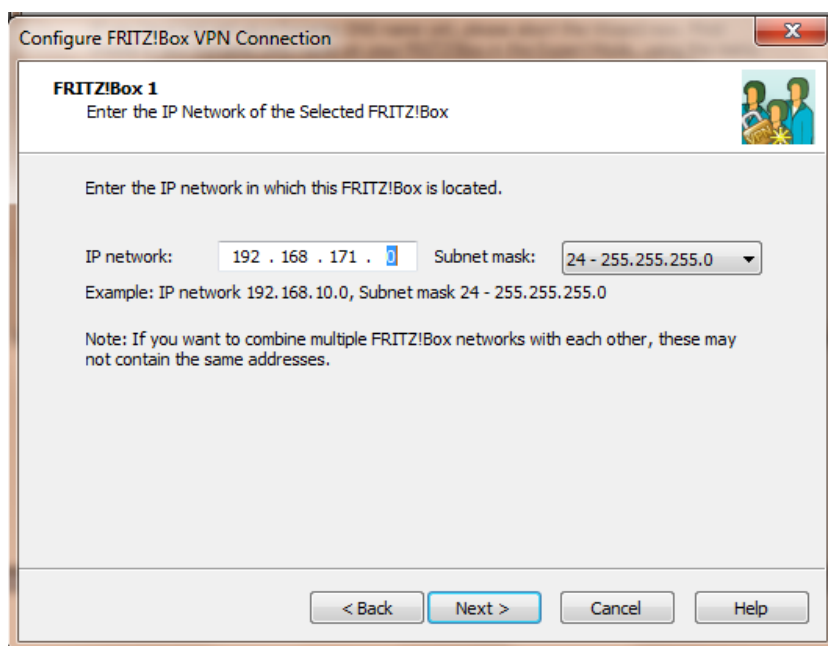 Configure FRITZ!Box VPN Connection
FRITZ!Box 1
Enter the IP Network of the Selected FRITZ!Box
Enter the IP network in which this FRITZ!Box is located.
IP network: 192 . 168 . 171 . 0 Subnet mask: 24 - 255.255.255.0
Example: IP network 192.168.10.0, Subnet mask 24 - 255.255.255.0
Note: If you want to combine multiple FRITZ!Box networks with each other, these may
not contain the same addresses.
< Back Next > Cancel Help